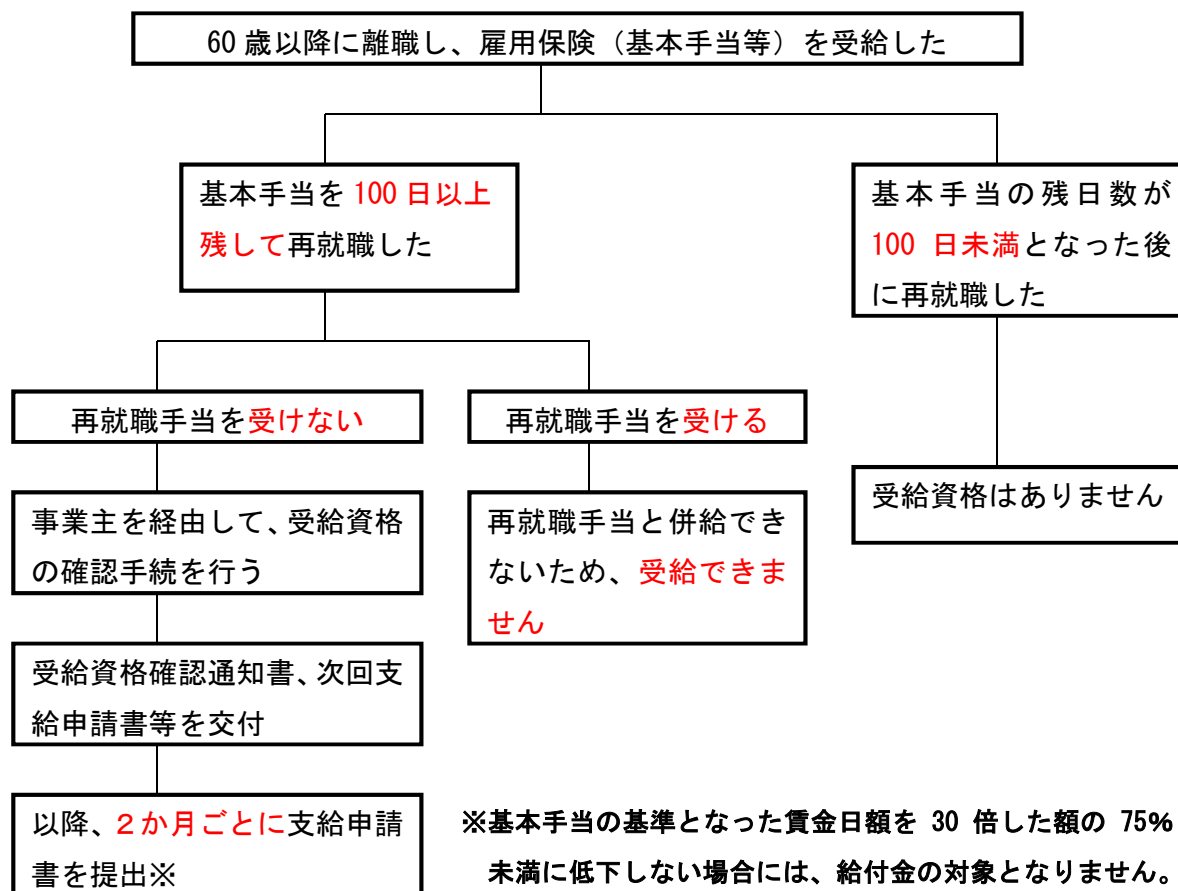 60歳以降に離職し、雇用保険（基本手当等）を受給した
基本手当を100日以上
残して再就職した
基本手当の残日数が
100 日未満となった後
に再就職した
再就職手当を受けない
再就職手当を受ける
事業主を経由して、受給資格
の確認手続を行う
再就職手当と併給でき
ないため、受給できま
せん
受給資格はありません
受給資格確認通知書、次回支
給申請書等を交付
以降、２か月ごとに支給申請
書を提出※
※基本手当の基準となった賃金日額を 30 倍した額の 75%
未満に低下しない場合には、給付金の対象となりません。